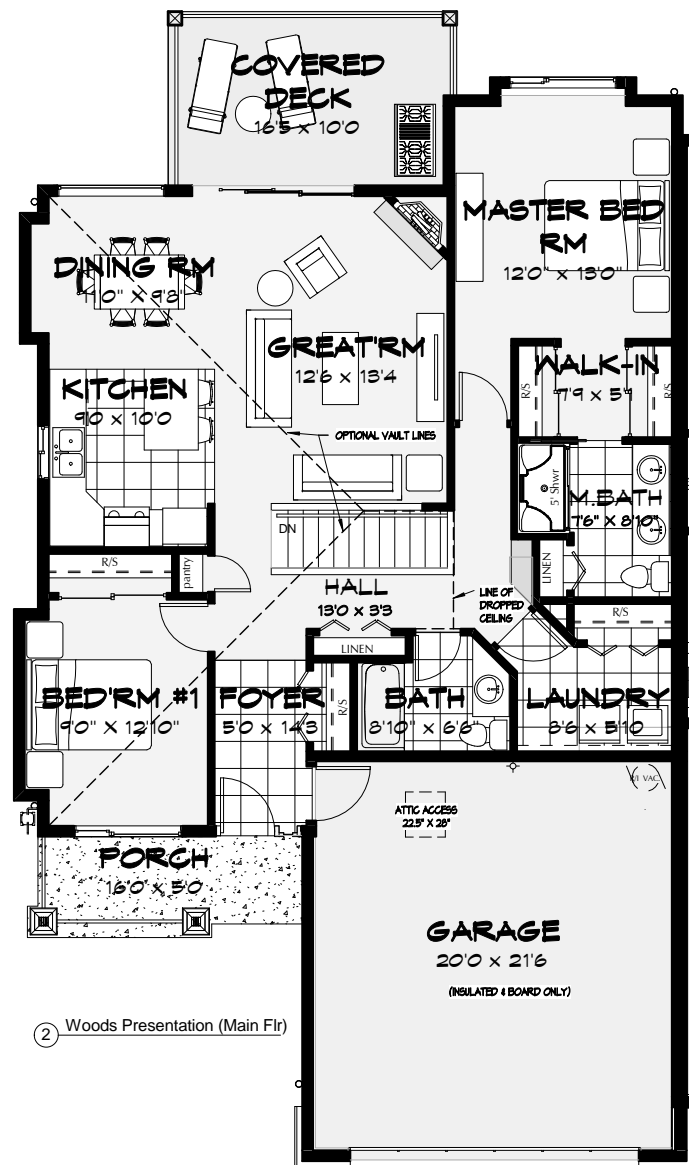 COVERED
DECK
16'5 x 10'0
MASTER BED
RM
12'0" x 13'0"
DINING RM
11'0" x 9'8"
GREAT'RM
12'6 x 13'4
WALK-IN
7'9 x 5'
R/S
R/S
KITCHEN
9'0 x 10'0
OPTIONAL VAULT LINES
5' Shwr
M.BATH
7'6" x 8'10"
DN
LINEN
R/S
pantry
HALL
13'0 x 3'3
LINE OF
DROPPED
CEILING
R/S
LINEN
BED'RM #1
9'0" x 12'10"
FOYER
5'0 x 14'3
R/S
BATH
8'10" x 6'6"
LAUNDRY
8'6 x 5'10
R/I VAC.
ATTIC ACCESS
22.5" X 28"
PORCH
16'0 x 5'0
GARAGE
20'0 x 21'6
(INSULATED & BOARD ONLY)
2 Woods Presentation (Main Flr)